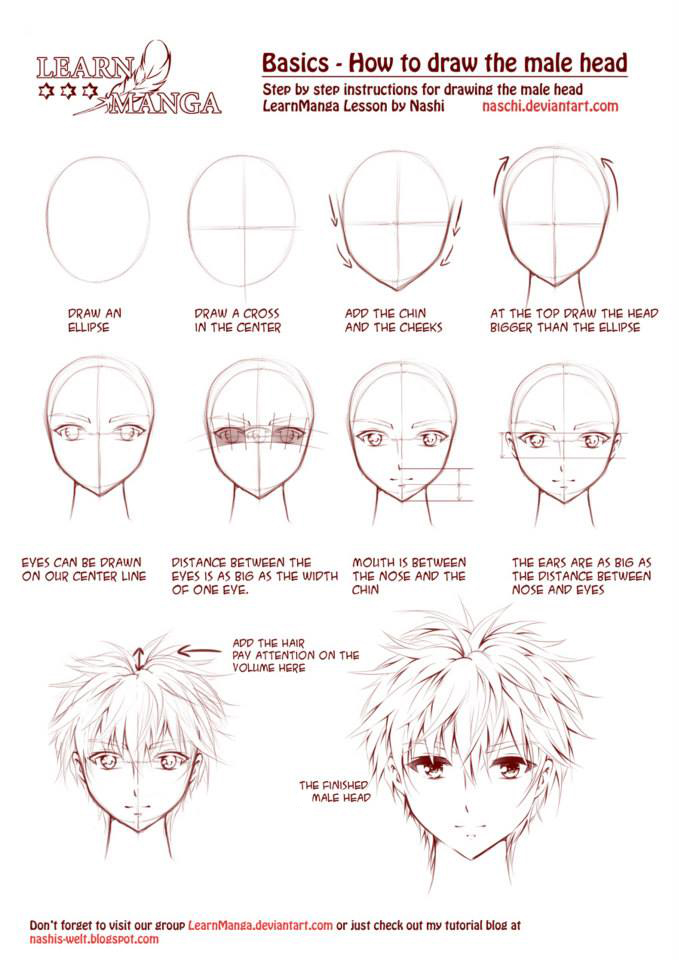 LEARN
MANGA
Basics - How to draw the male head
Step by step instructions for drawing the male head
LearnManga Lesson by Nashi naschi.deviantart.com
DRAW AN
ELLIPSE
DRAW A CROSS
IN THE CENTER
ADD THE CHIN
AND THE CHEEKS
AT THE TOP DRAW THE HEAD
BIGGER THAN THE ELLIPSE
EYES CAN BE DRAWN
ON OUR CENTER LINE
DISTANCE BETWEEN THE
EYES IS AS BIG AS THE WIDTH
OF ONE EYE.
MOUTH IS BETWEEN
THE NOSE AND THE
CHIN
THE EARS ARE AS BIG AS
THE DISTANCE BETWEEN
NOSE AND EYES
ADD THE HAIR
PAY ATTENTION ON THE
VOLUME HERE
THE FINISHED
MALE HEAD
Don't forget to visit our group LearnManga.deviantart.com or just check out my tutorial blog at
nashis-welt.blogspot.com